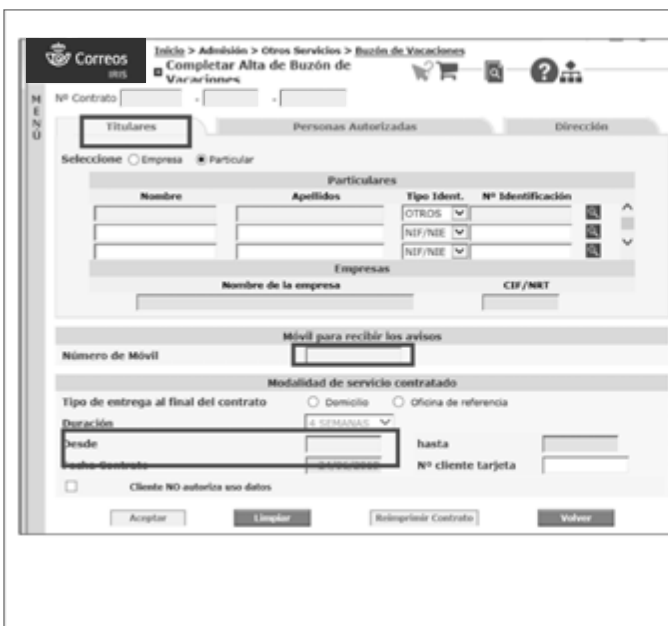 Correos
IRIS
Inicio > Admisión > Otros Servicios > Buzón de Vacaciones
Completar Alta de Buzón de
Vacaciones
MENÚ
Nº Contrato - -
Titulares Personas Autorizadas Dirección
Seleccione Empresa Particular
Particulares
Nombre Apellidos Tipo Ident. Nº Identificación
OTROS
NIF/NIE
NIF/NIE
Empresas
Nombre de la empresa CIF/NRT
Móvil para recibir los avisos
Número de Móvil
Modalidad de servicio contratado
Tipo de entrega al final del contrato Domicilio Oficina de referencia
Duración 4 SEMANAS
Desde hasta
Fecha Contrato Nº cliente tarjeta
Cliente NO autoriza uso datos
Aceptar Limpiar Reimprimir Contrato Volver